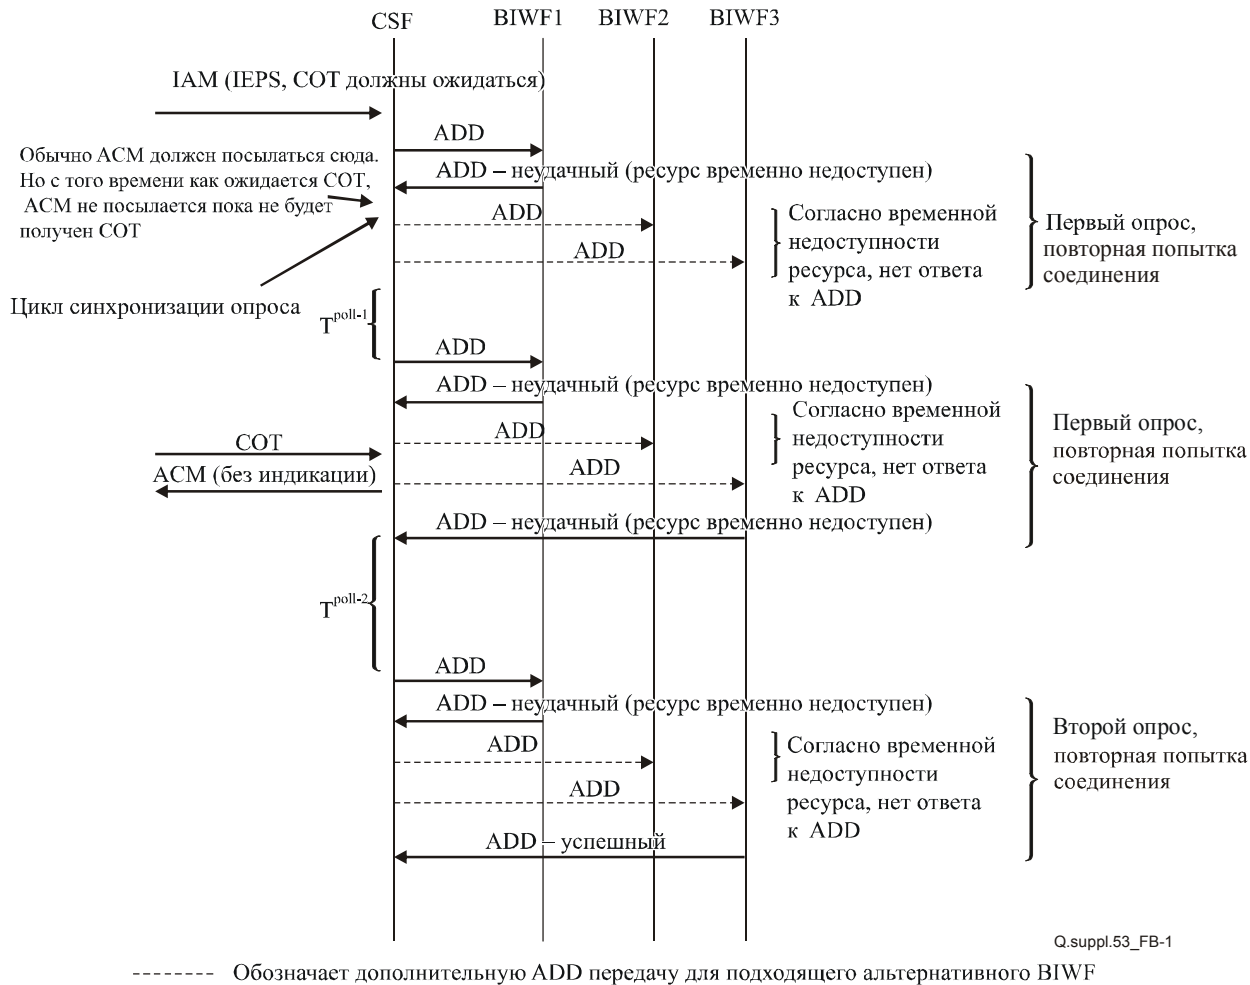 CSF BIWF1 BIWF2 BIWF3
IAM (IEPS, COT должны ожидаться)
ADD
Обычно ACM должен посылаться сюда.
Но с того времени как ожидается COT,
ACM не посылается пока не будет
получен COT
ADD – неудачный (ресурс временно недоступен)
ADD
ADD
Согласно временной
недоступности
ресурса, нет ответа
к ADD
Первый опрос,
повторная попытка
соединения
Цикл синхронизации опроса
Tpoll-1
ADD
ADD – неудачный (ресурс временно недоступен)
ADD
COT
ACM (без индикации)
ADD
Согласно временной
недоступности
ресурса, нет ответа
к ADD
Первый опрос,
повторная попытка
соединения
ADD – неудачный (ресурс временно недоступен)
Tpoll-2
ADD
ADD – неудачный (ресурс временно недоступен)
ADD
ADD
Согласно временной
недоступности
ресурса, нет ответа
к ADD
Второй опрос,
повторная попытка
соединения
ADD – успешный
Q.suppl.53_FB-1
Обозначает дополнительную ADD передачу для подходящего альтернативного BIWF